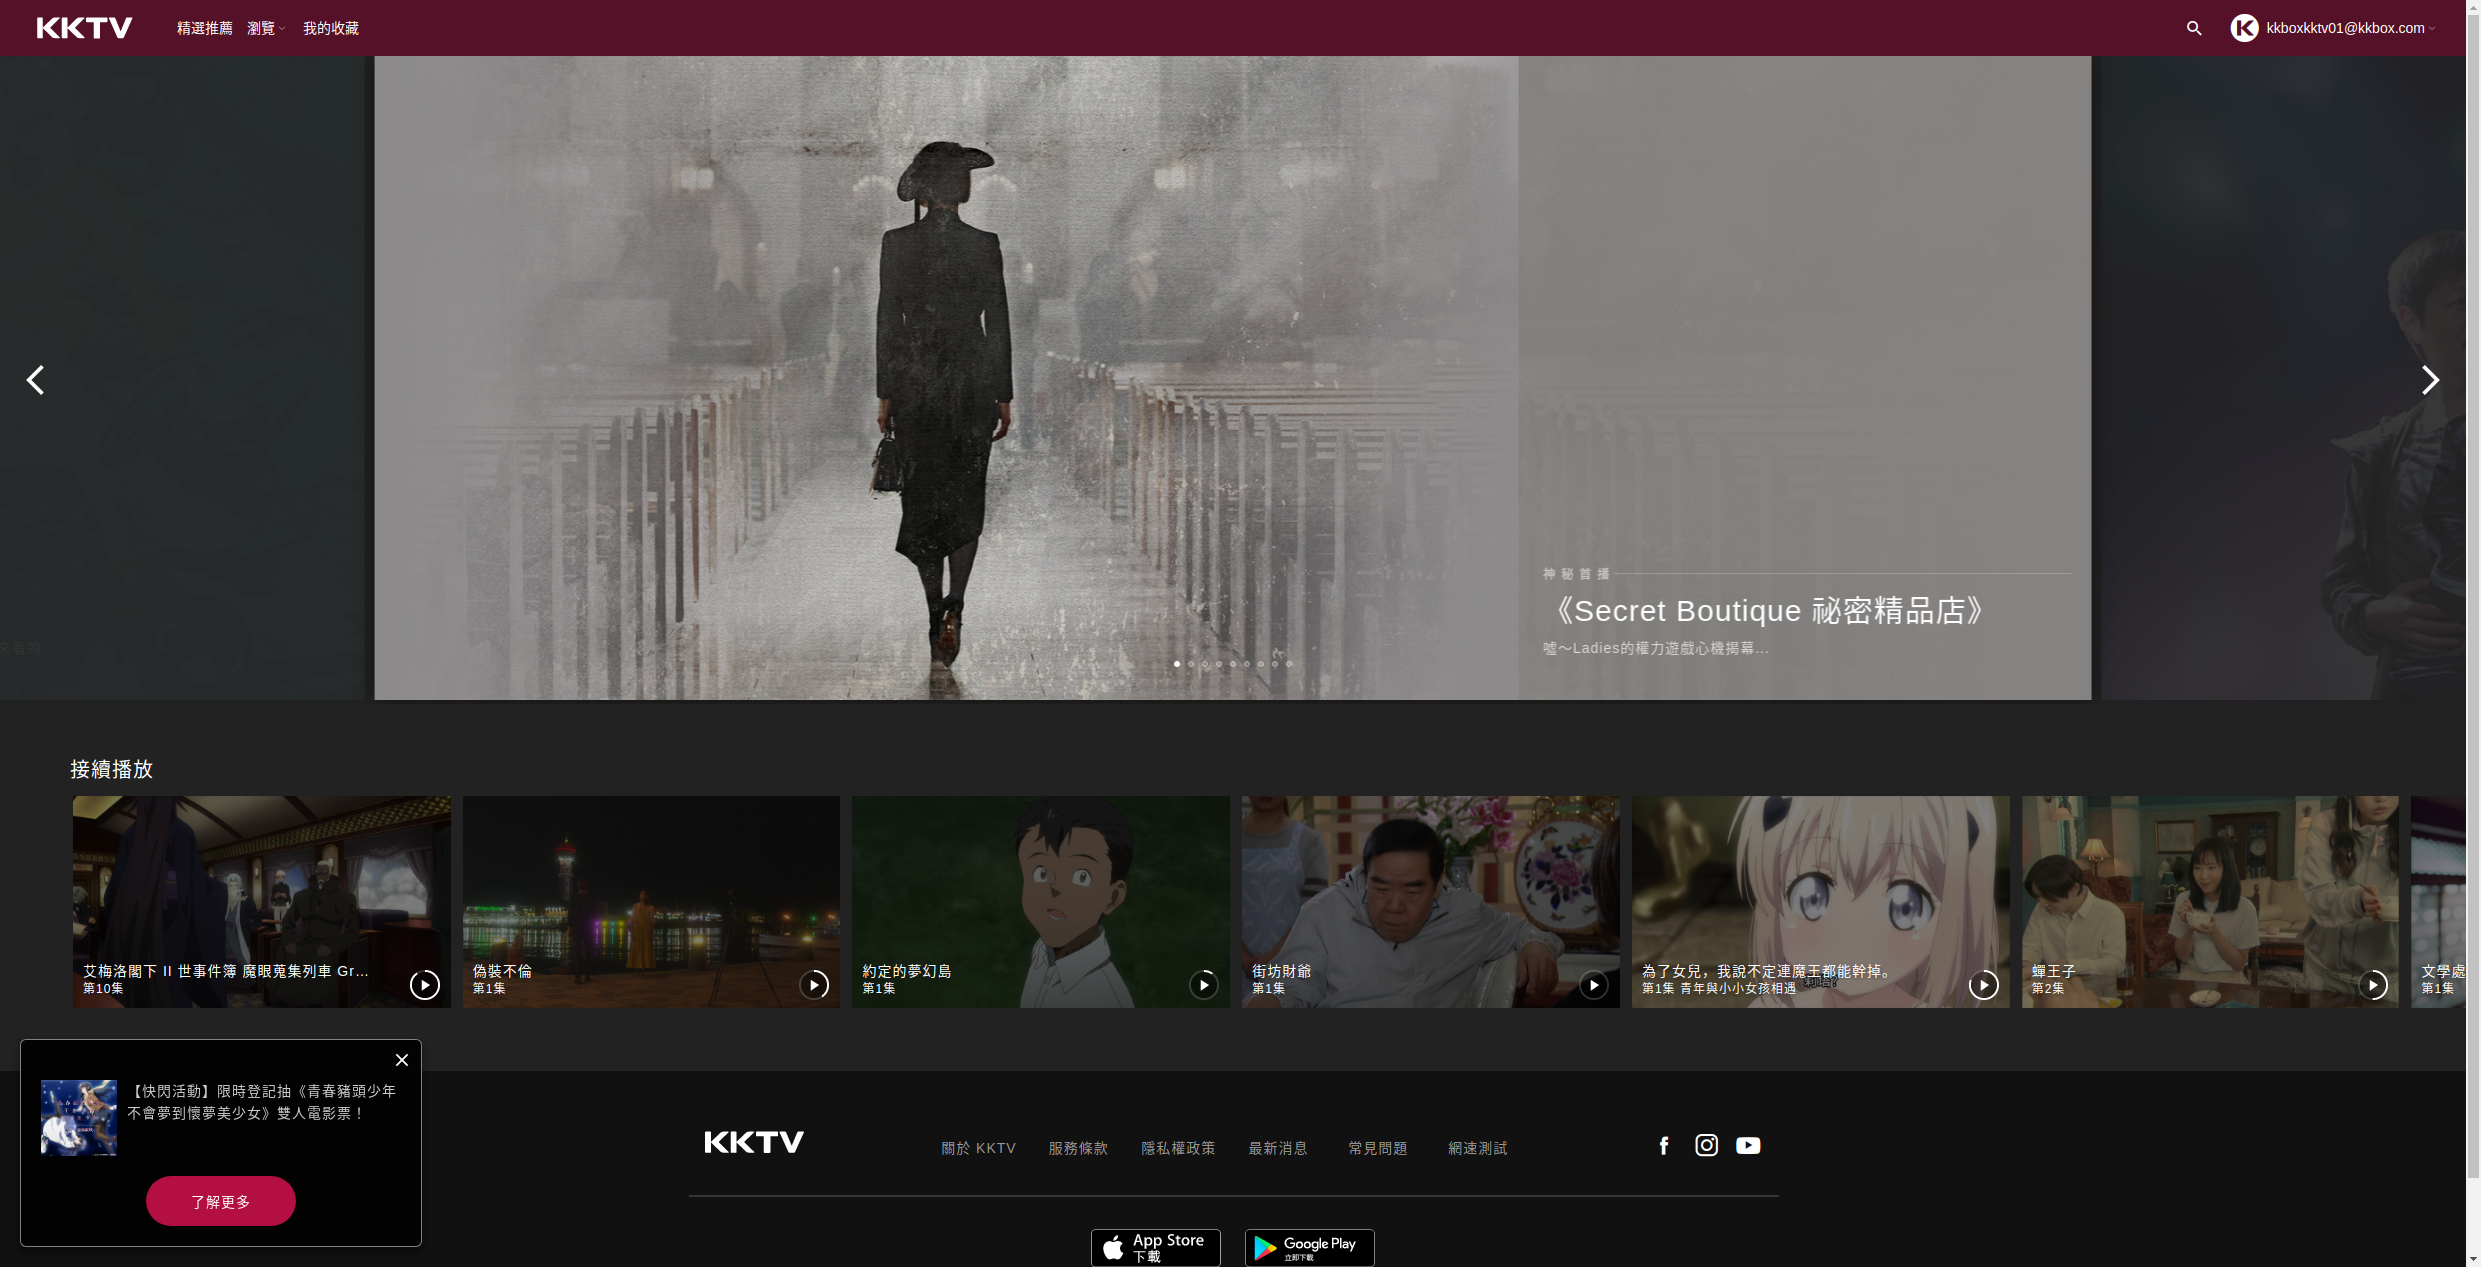 KKTV
精選推薦
瀏覽
我的收藏
kkboxkktv01@kkbox.com
來看的
神秘首播
《Secret Boutique 祕密精品店》
噓～Ladies的權力遊戲心機揭幕...
接續播放
艾梅洛閣下 II 世事件簿 魔眼蒐集列車 Gr...
第10集
偽裝不倫
第1集
約定的夢幻島
第1集
街坊財爺
第1集
為了女兒，我說不定連魔王都能幹掉。
第1集 青年與小小女孩相遇
蟬王子
第2集
文學處
第1集
【快閃活動】限時登記抽《青春豬頭少年
不會夢到懷夢美少女》雙人電影票！
了解更多
KKTV
關於 KKTV
服務條款
隱私權政策
最新消息
常見問題
網速測試
App Store
下載
Google Play
立即下載